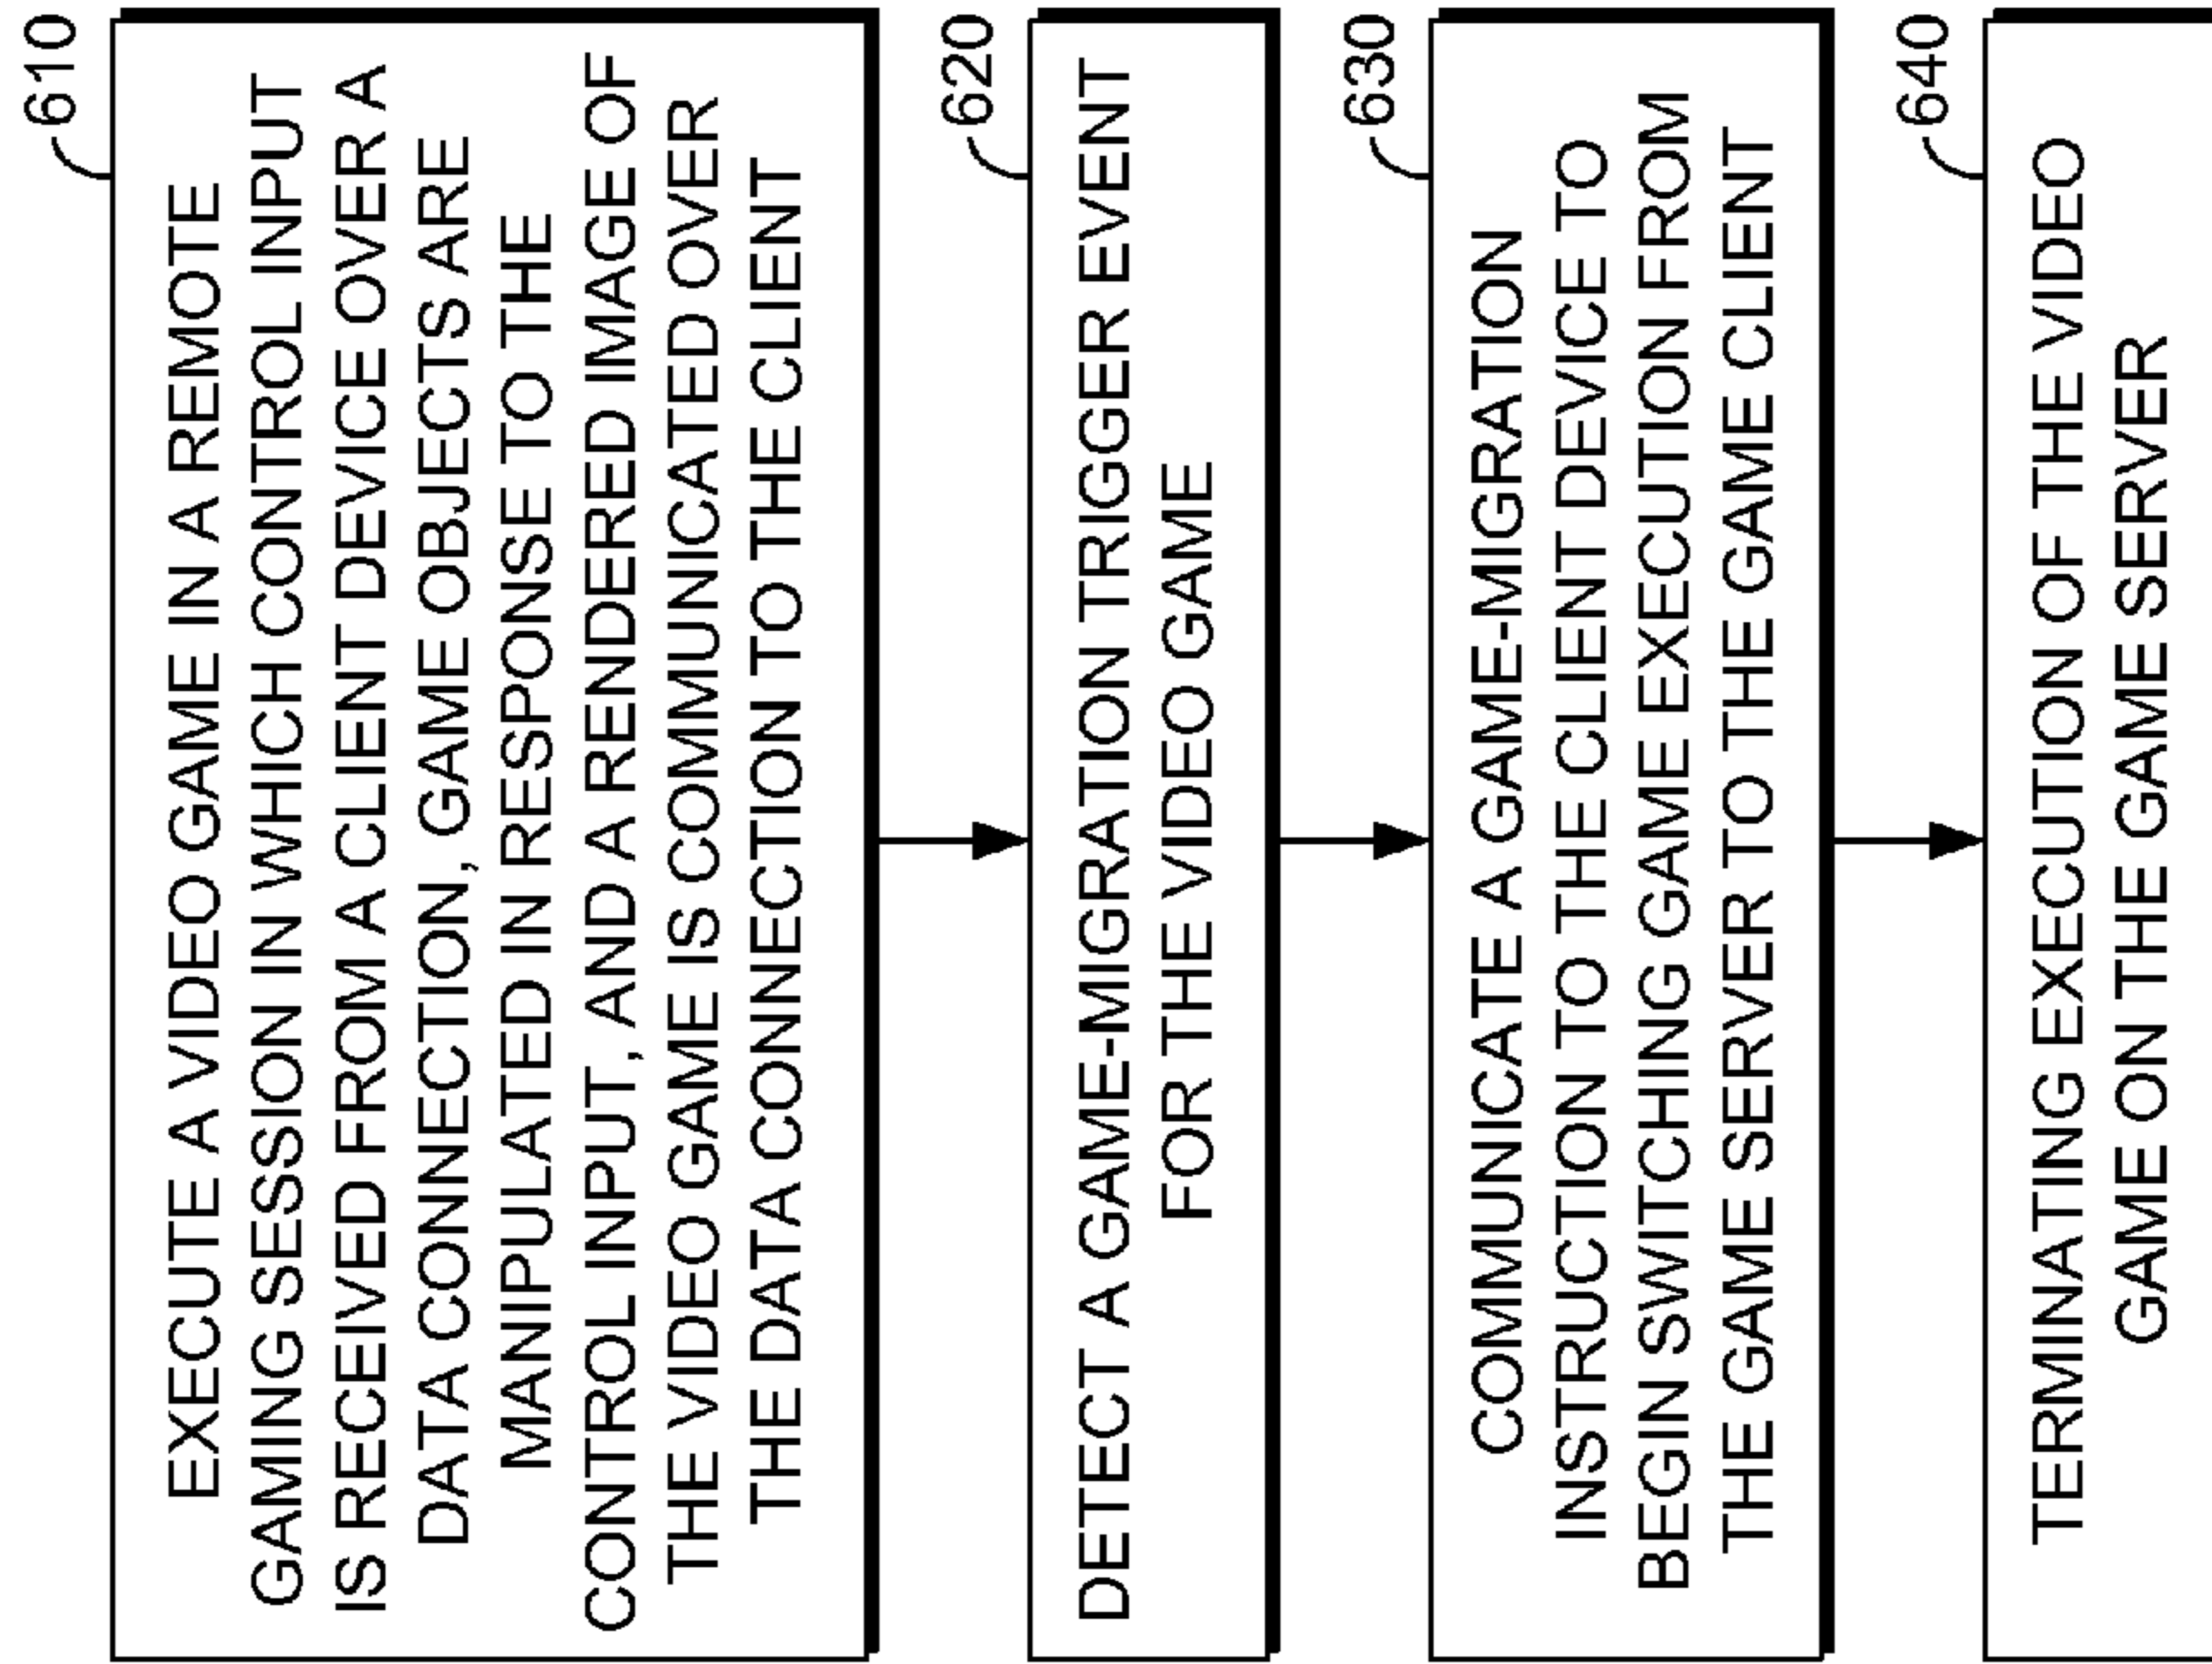 610
EXECUTE A VIDEO GAME IN A REMOTE
GAMING SESSION IN WHICH CONTROL INPUT
IS RECEIVED FROM A CLIENT DEVICE OVER A
DATA CONNECTION, GAME OBJECTS ARE
MANIPULATED IN RESPONSE TO THE
CONTROL INPUT, AND A RENDERED IMAGE OF
THE VIDEO GAME IS COMMUNICATED OVER
THE DATA CONNECTION TO THE CLIENT
620
DETECT A GAME-MIGRATION TRIGGER EVENT
FOR THE VIDEO GAME
630
COMMUNICATE A GAME-MIGRATION
INSTRUCTION TO THE CLIENT DEVICE TO
BEGIN SWITCHING GAME EXECUTION FROM
THE GAME SERVER TO THE GAME CLIENT
640
TERMINATING EXECUTION OF THE VIDEO
GAME ON THE GAME SERVER